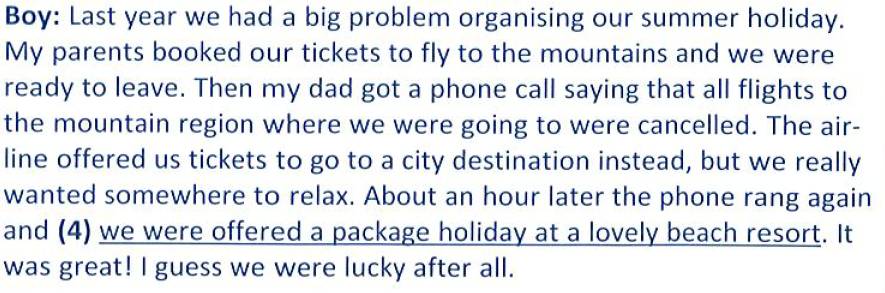 Boy: Last year we had a big problem organising our summer holiday.
My parents booked our tickets to fly to the mountains and we were
ready to leave. Then my dad got a phone call saying that all flights to
the mountain region where we were going to were cancelled. The air-
line offered us tickets to go to a city destination instead, but we really
wanted somewhere to relax. About an hour later the phone rang again
and (4) we were offered a package holiday at a lovely beach resort. It
was great! I guess we were lucky after all.